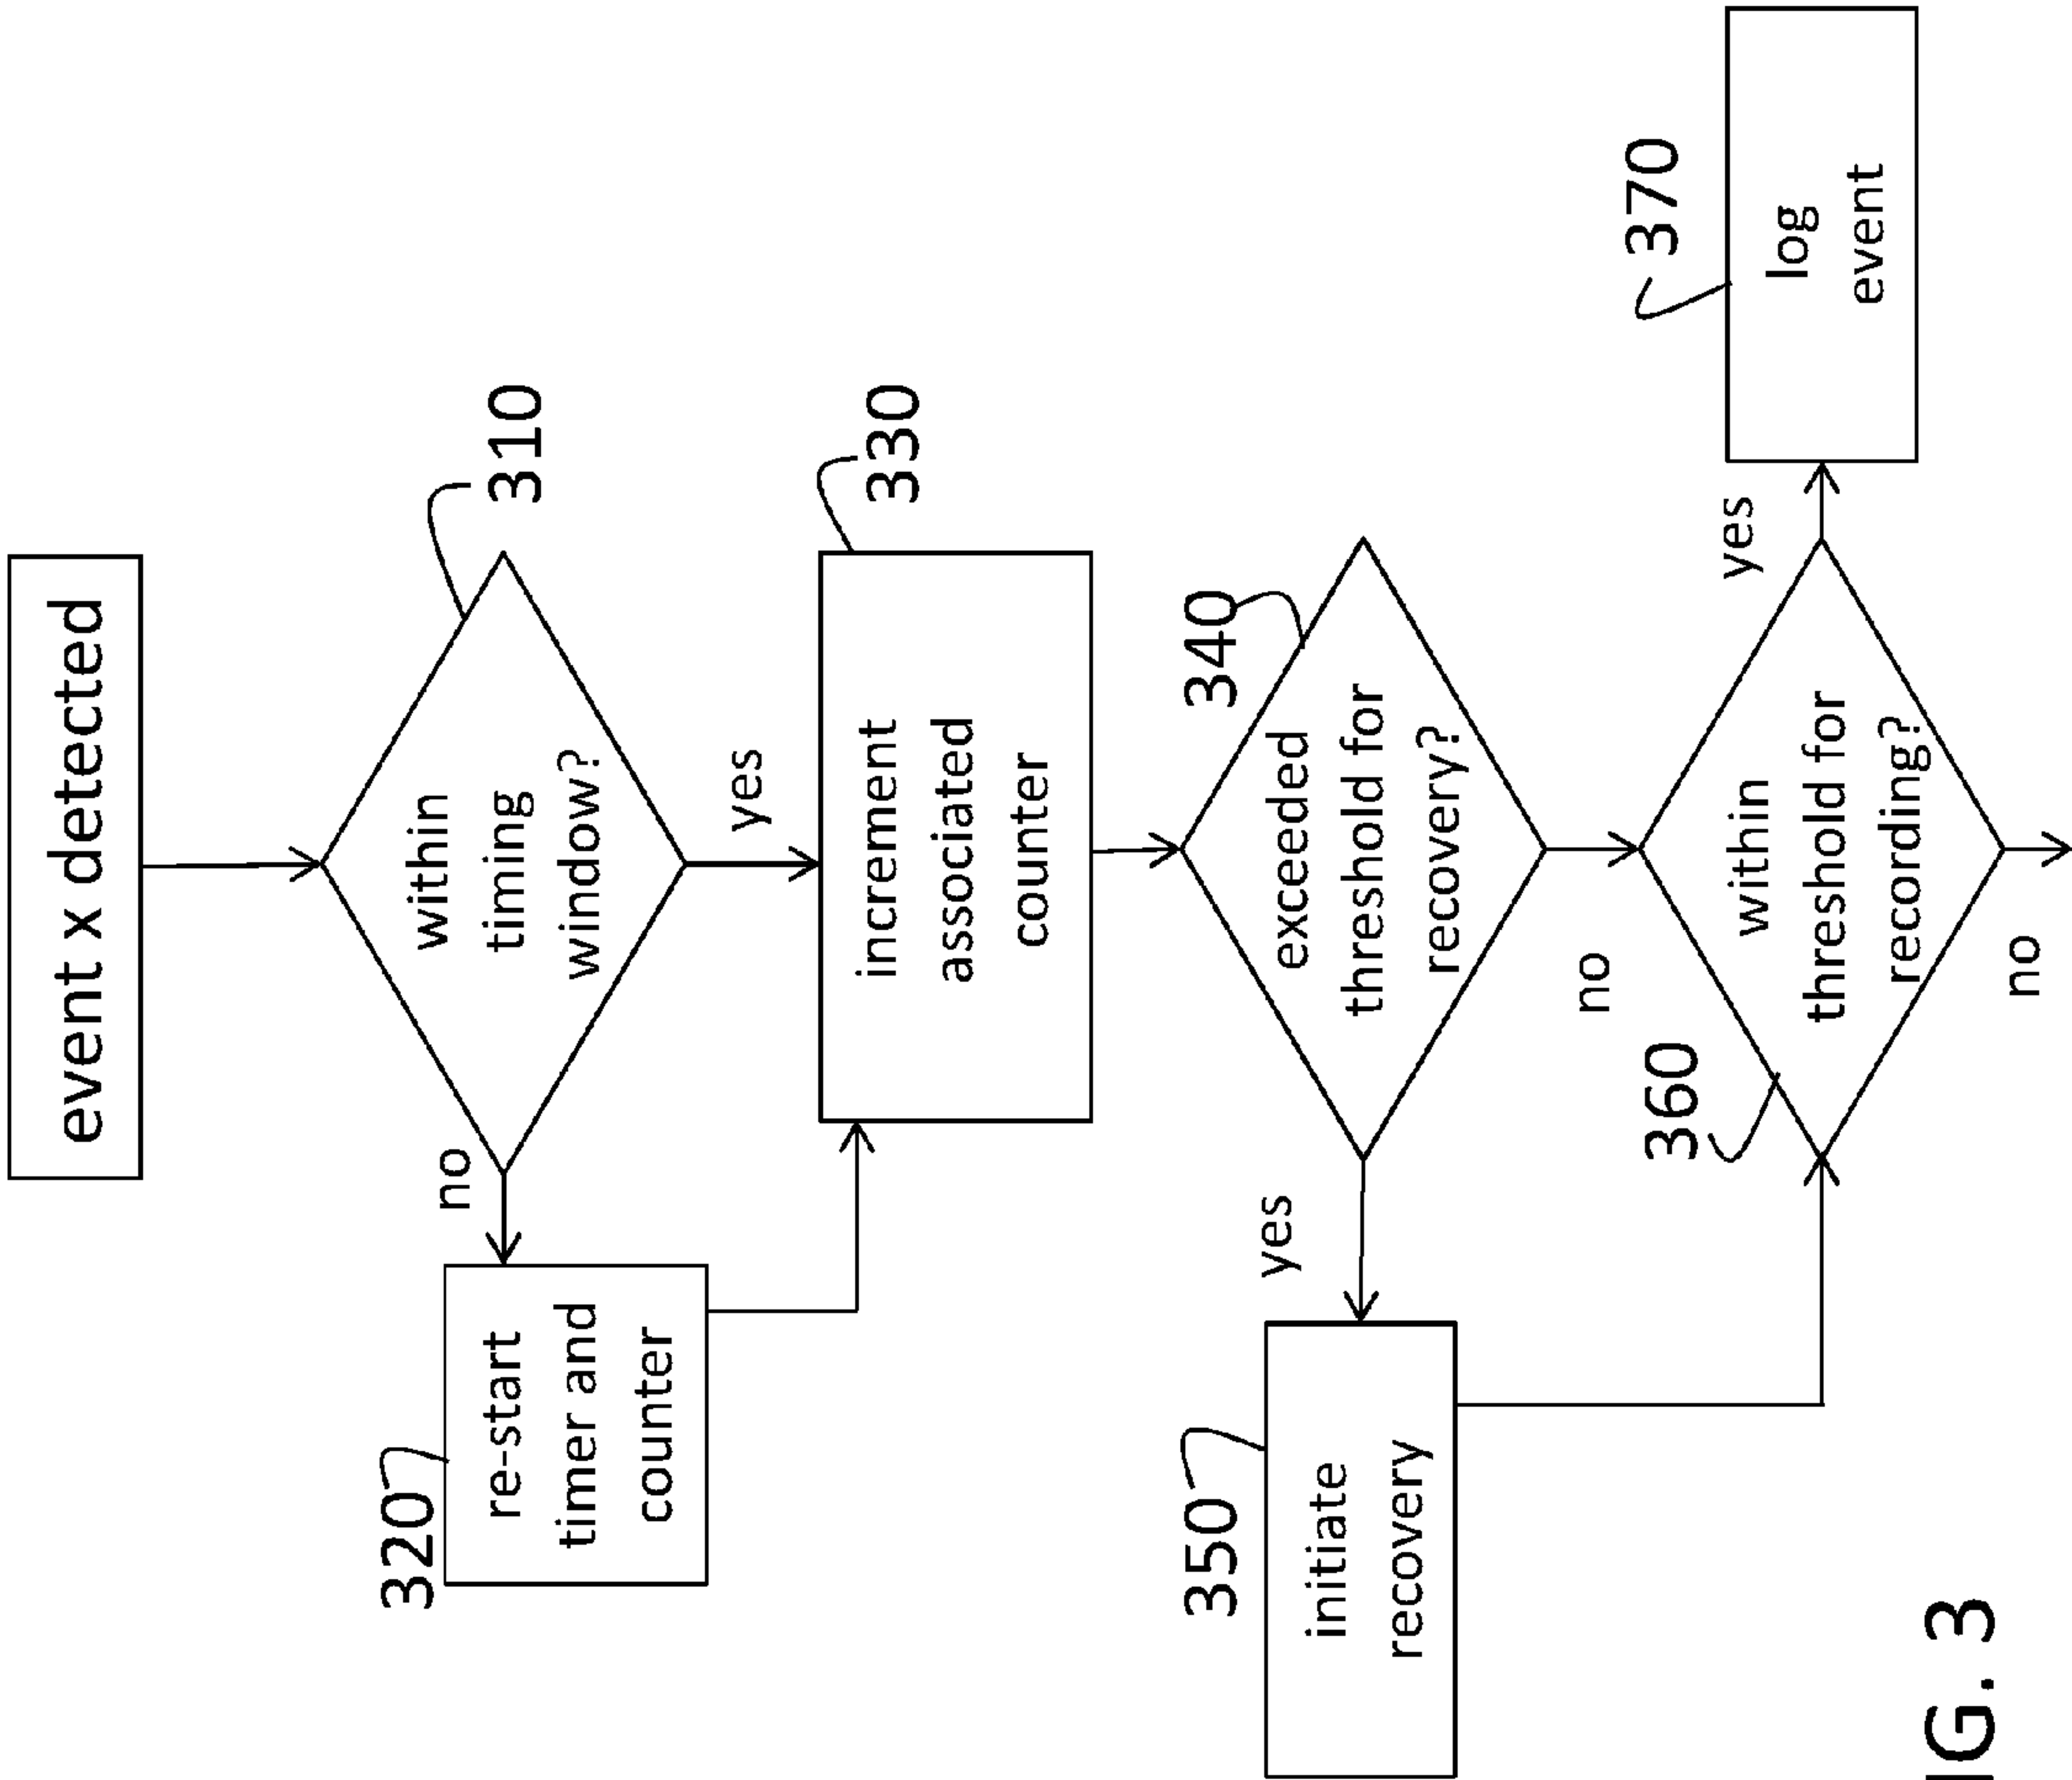 event x detected
within
timing
window?
310
no
yes
320
re-start
timer and
counter
330
increment
associated
counter
340
exceeded
threshold for
recovery?
yes
no
350
initiate
recovery
360
within
threshold for
recording?
yes
no
370
log
event
IG. 3